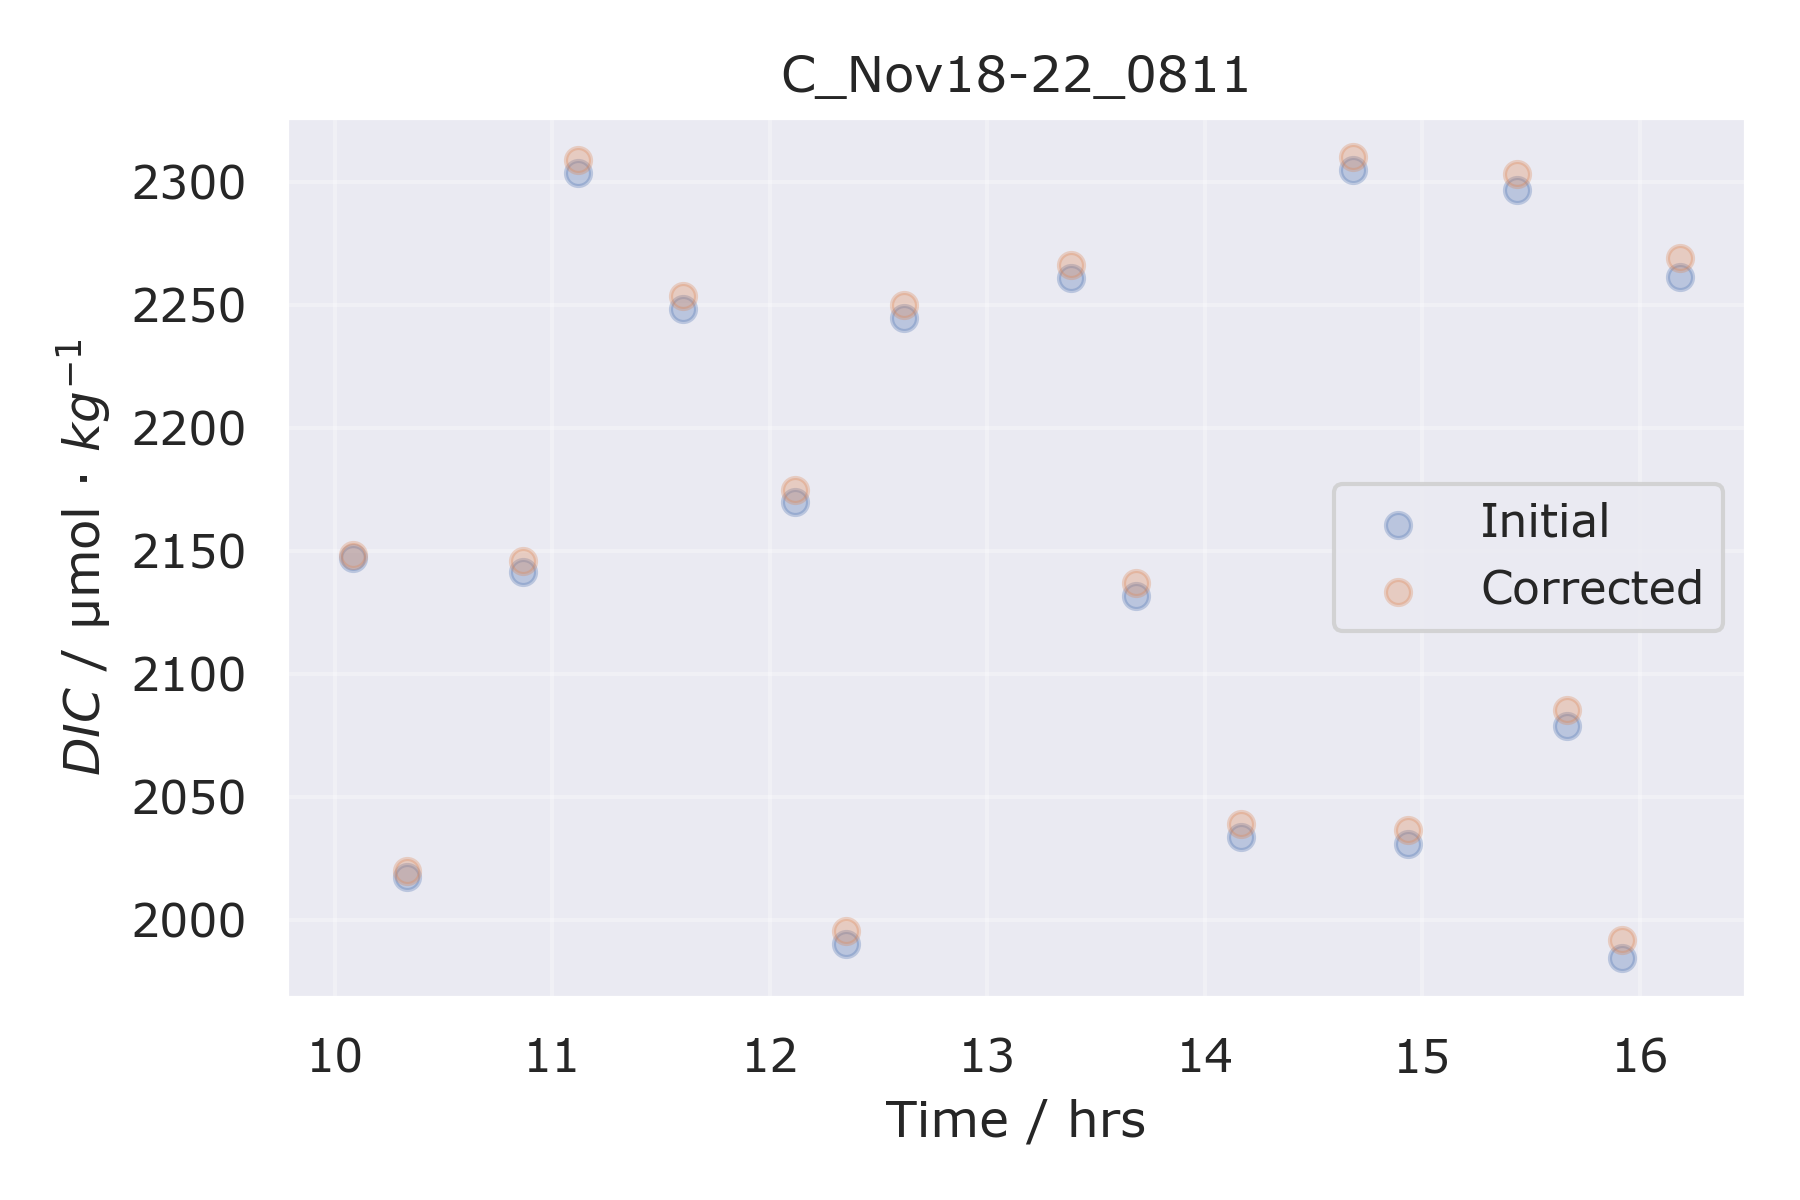 C_Nov18-22_0811
DIC / µmol · kg⁻¹
2300
2250
2200
2150
2100
2050
2000
Initial
Corrected
10 11 12 13 14 15 16
Time / hrs